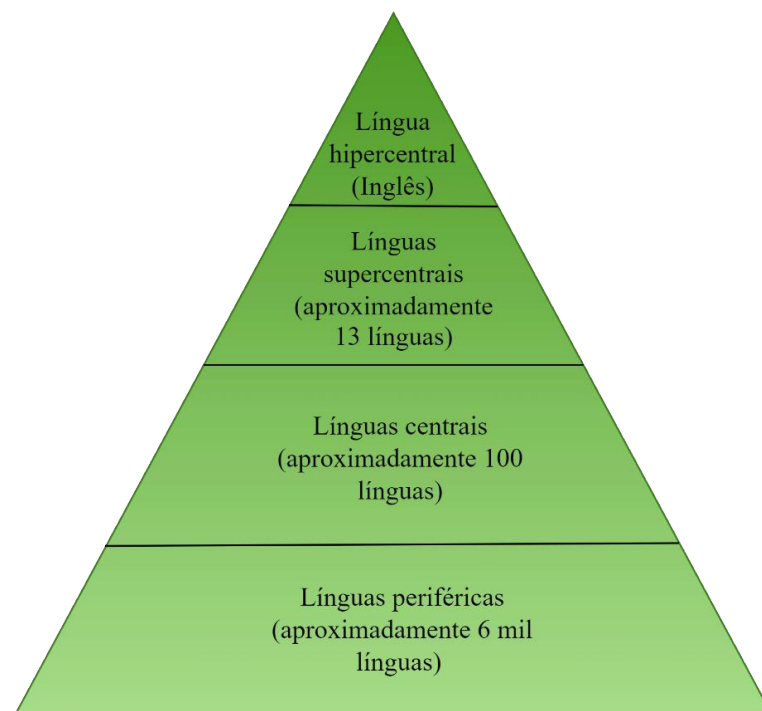 Língua
hipercentral
(Inglês)
Línguas
supercentrais
(aproximadamente
13 línguas)
Línguas centrais
(aproximadamente 100
línguas)
Línguas periféricas
(aproximadamente 6 mil
línguas)